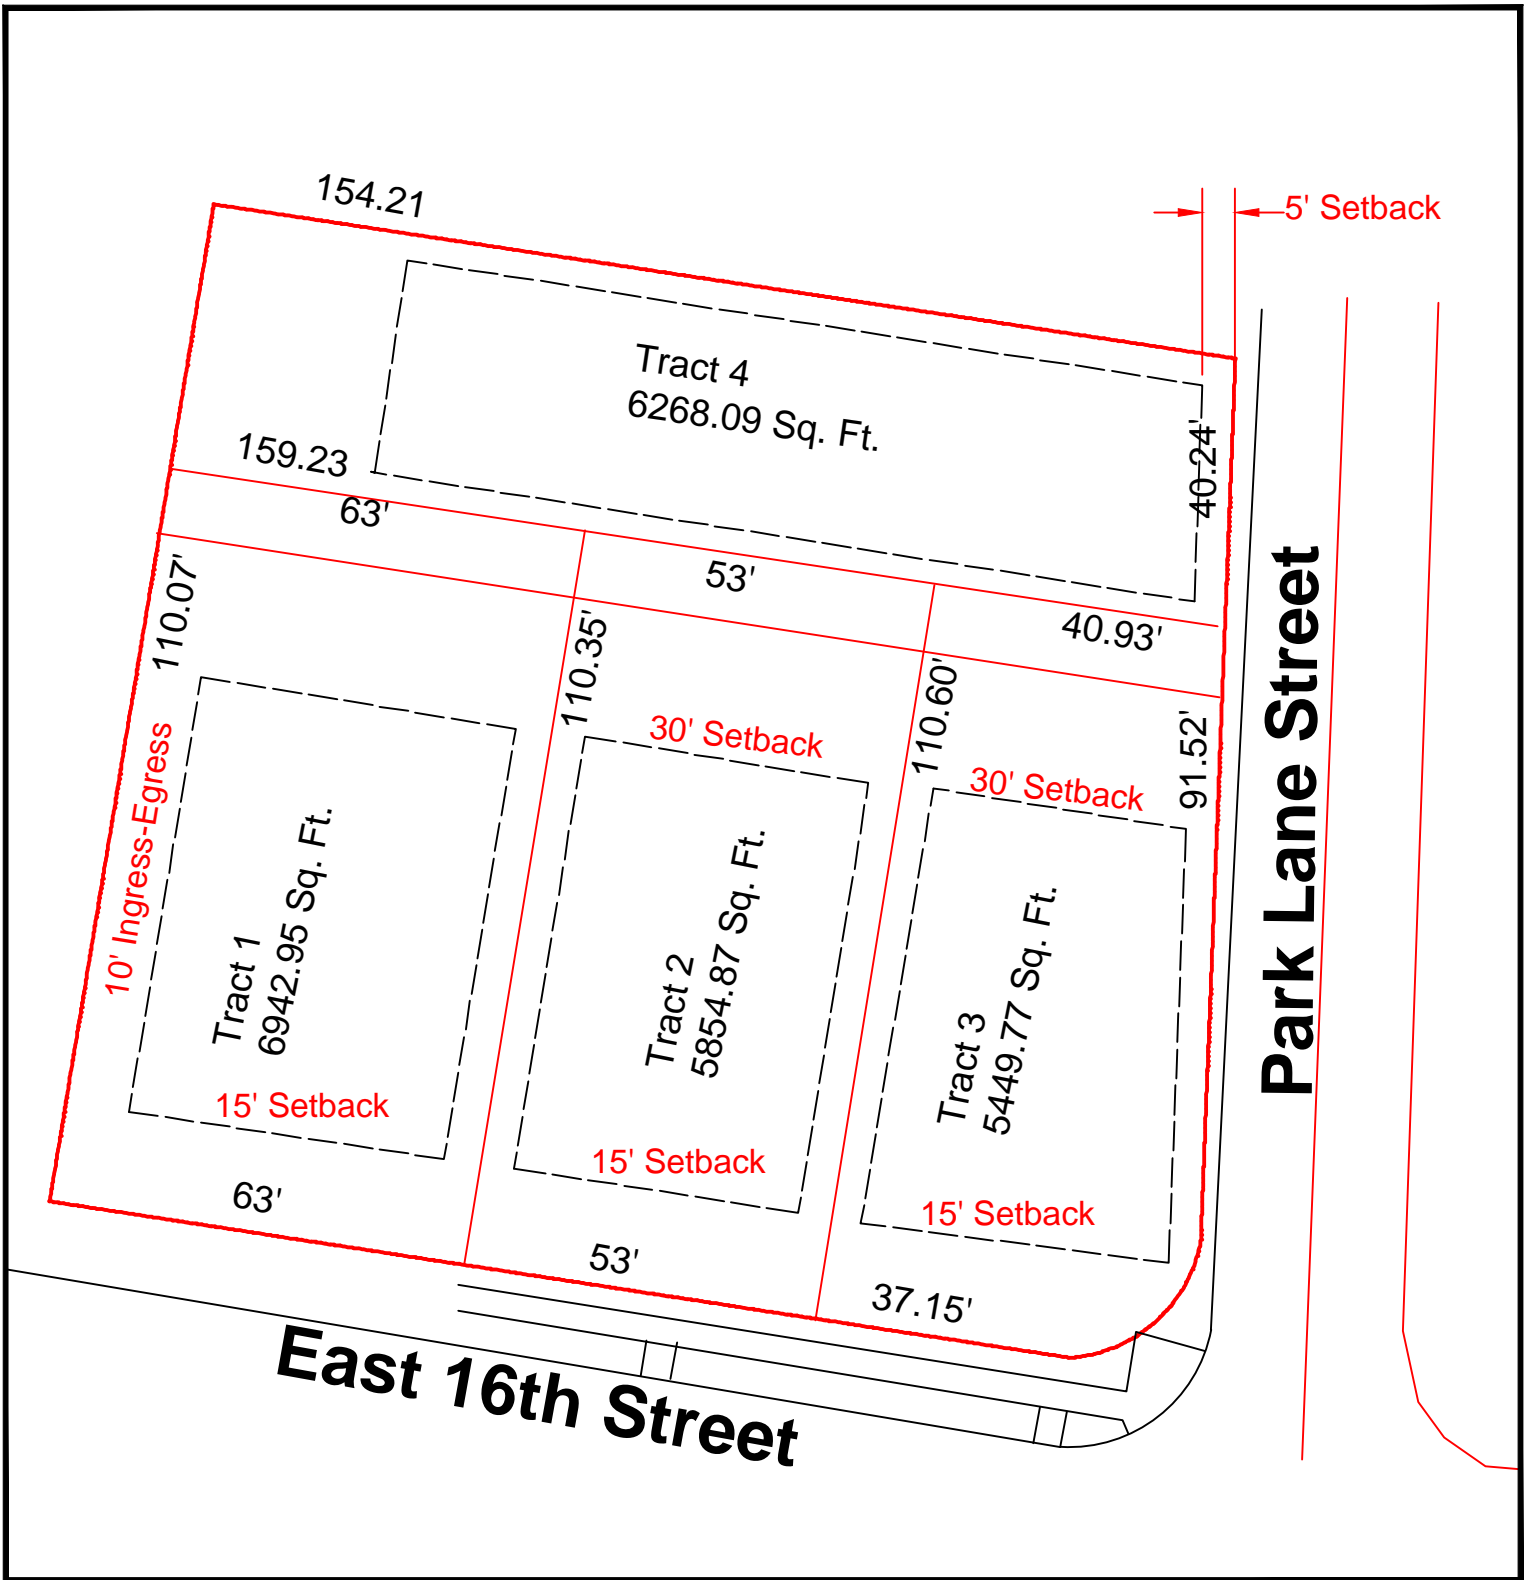 154.21
5' Setback
Tract 4
6268.09 Sq. Ft.
40.24'
159.23
63'
53'
40.93'
110.07'
110.35'
110.60'
91.52'
30' Setback
30' Setback
10' Ingress-Egress
Tract 1
6942.95 Sq. Ft.
Tract 2
5854.87 Sq. Ft.
Tract 3
5449.77 Sq. Ft.
15' Setback
15' Setback
15' Setback
63'
53'
37.15'
Park Lane Street
East 16th Street